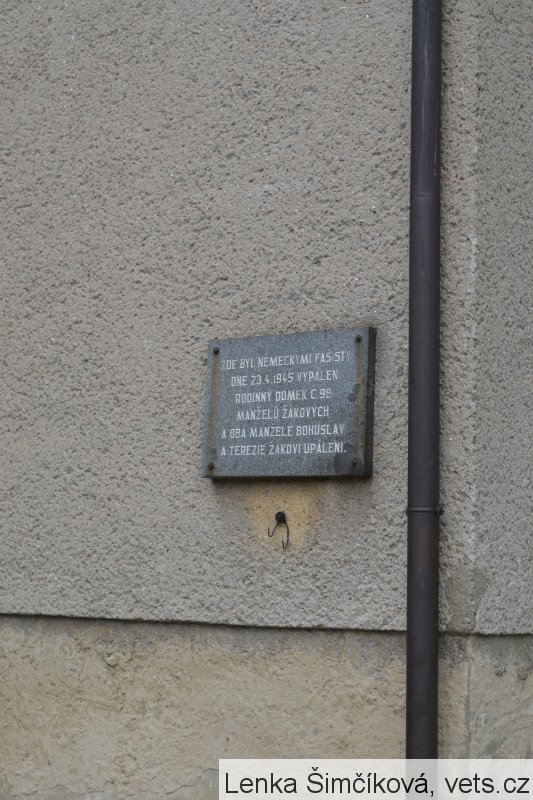 ZDE BYL NĚMECKÝMI FAŠISTY
DNE 23.4.1945 VYPÁLEN
RODINNÝ DOMEK Č.98
MANŽELŮ ŽÁKOVÝCH
A OBA MANŽELÉ BOHUSLAV
A TEREZIE ŽÁKOVI UPÁLENI.
Lenka Šimčíková, vets.cz